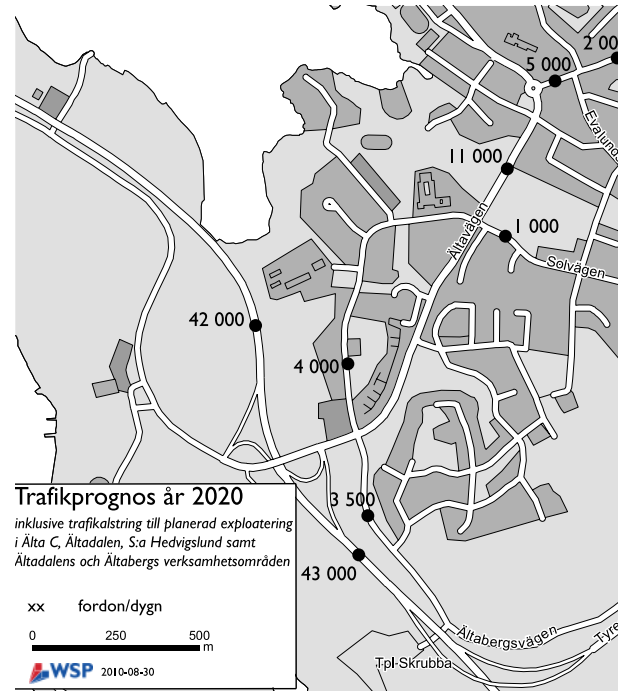 2 00
5 000
Evalunds
11 000
Ältavägen
1 000
Solvägen
42 000
4 000
3 500
43 000
Ältabergsvägen
Tyre
Tpl Skrubba
Trafikprognos år 2020
inklusive trafikalstring till planerad exploatering
i Älta C, Ältadalen, S:a Hedvigslund samt
Ältadalens och Ältabergs verksamhetsområden
xx fordon/dygn
0 250 500
m
WSP 2010-08-30